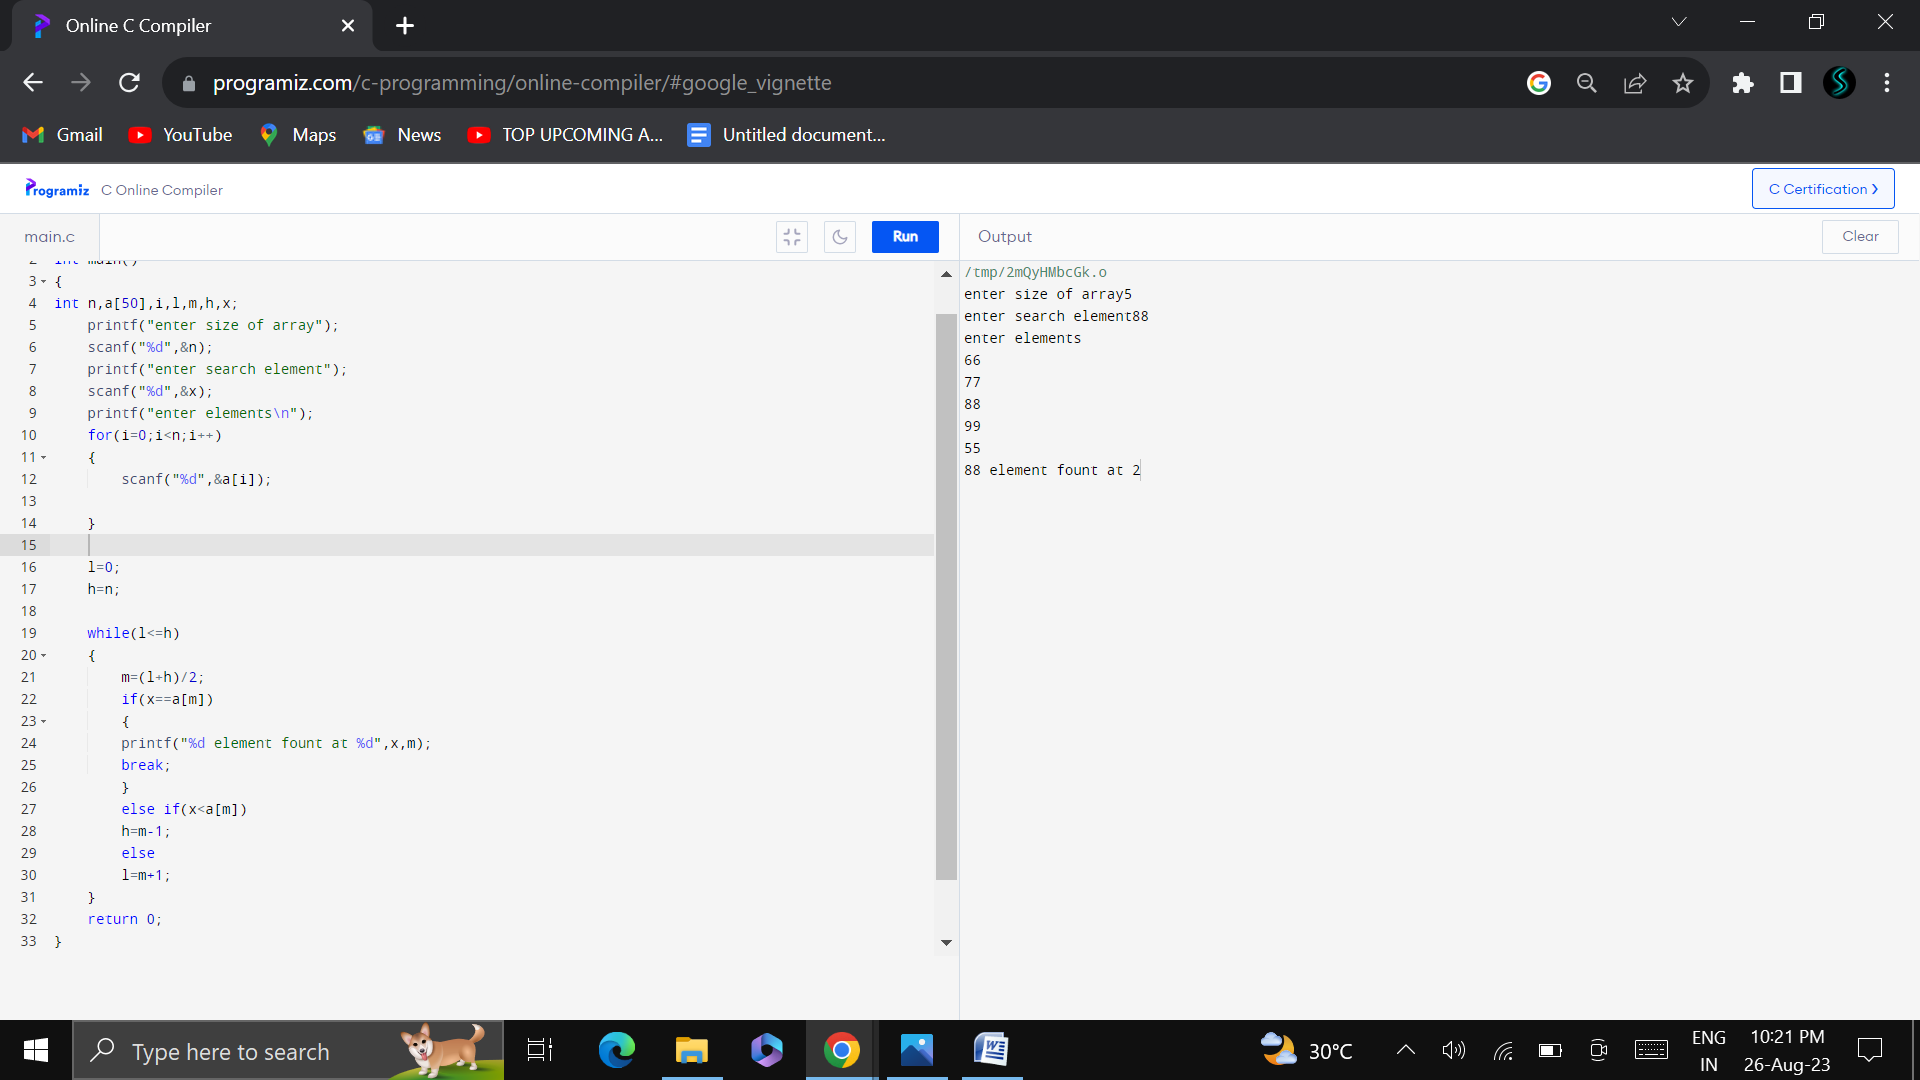 Online C Compiler
programiz.com/c-programming/online-compiler/#google_vignette
Gmail YouTube Maps News TOP UPCOMING A... Untitled document...
Programiz C Online Compiler C Certification ❯
main.c Run Output Clear
2 int main()
3 {
4 int n,a[50],i,l,m,h,x;
5 printf("enter size of array");
6 scanf("%d",&n);
7 printf("enter search element");
8 scanf("%d",&x);
9 printf("enter elements\n");
10 for(i=0;i<n;i++)
11 {
12 scanf("%d",&a[i]);
13
14 }
15
16 l=0;
17 h=n;
18
19 while(l<=h)
20 {
21 m=(l+h)/2;
22 if(x==a[m])
23 {
24 printf("%d element fount at %d",x,m);
25 break;
26 }
27 else if(x<a[m])
28 h=m-1;
29 else
30 l=m+1;
31 }
32 return 0;
33 }
/tmp/2mQyHMbcGk.o
enter size of array5
enter search element88
enter elements
66
77
88
99
55
88 element fount at 2
Type here to search
30°C
ENG
IN
10:21 PM
26-Aug-23